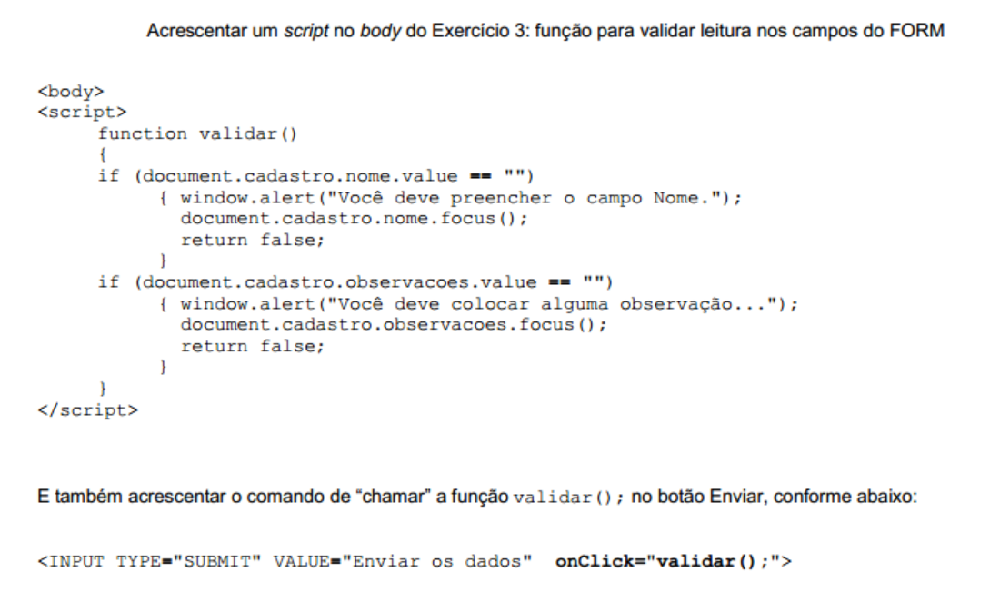 Acrescentar um script no body do Exercício 3: função para validar leitura nos campos do FORM
<body>
<script>
function validar()
{
if (document.cadastro.nome.value == "")
{ window.alert("Você deve preencher o campo Nome.");
document.cadastro.nome.focus();
return false;
}
if (document.cadastro.observacoes.value == "")
{ window.alert("Você deve colocar alguma observação...");
document.cadastro.observacoes.focus();
return false;
}
}
</script>
E também acrescentar o comando de “chamar” a função validar(); no botão Enviar, conforme abaixo:
<INPUT TYPE="SUBMIT" VALUE="Enviar os dados" onClick="validar();">